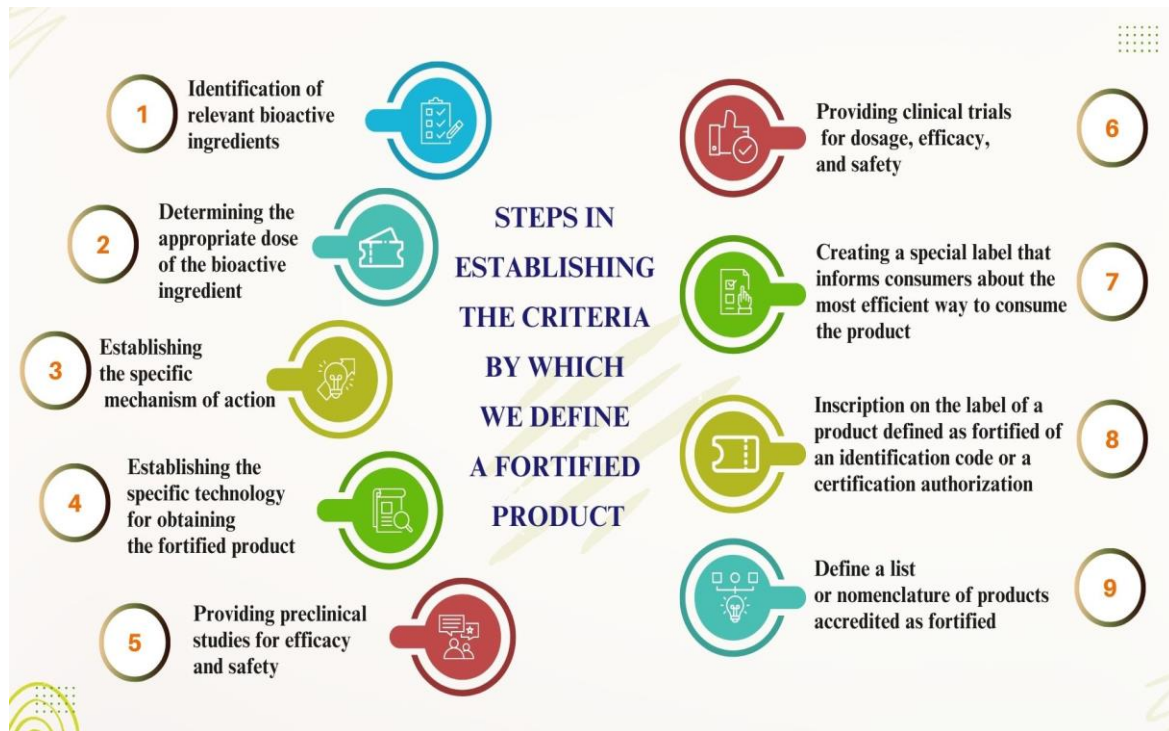 1
Identification of
relevant bioactive
ingredients
2
Determining the
appropriate dose
of the bioactive
ingredient
3
Establishing
the specific
mechanism of action
4
Establishing the
specific technology
for obtaining
the fortified product
5
Providing preclinical
studies for efficacy
and safety
STEPS IN
ESTABLISHING
THE CRITERIA
BY WHICH
WE DEFINE
A FORTIFIED
PRODUCT
Providing clinical trials
for dosage, efficacy,
and safety
6
Creating a special label that
informs consumers about the
most efficient way to consume
the product
7
Inscription on the label of a
product defined as fortified of
an identification code or a
certification authorization
8
Define a list
or nomenclature of products
accredited as fortified
9